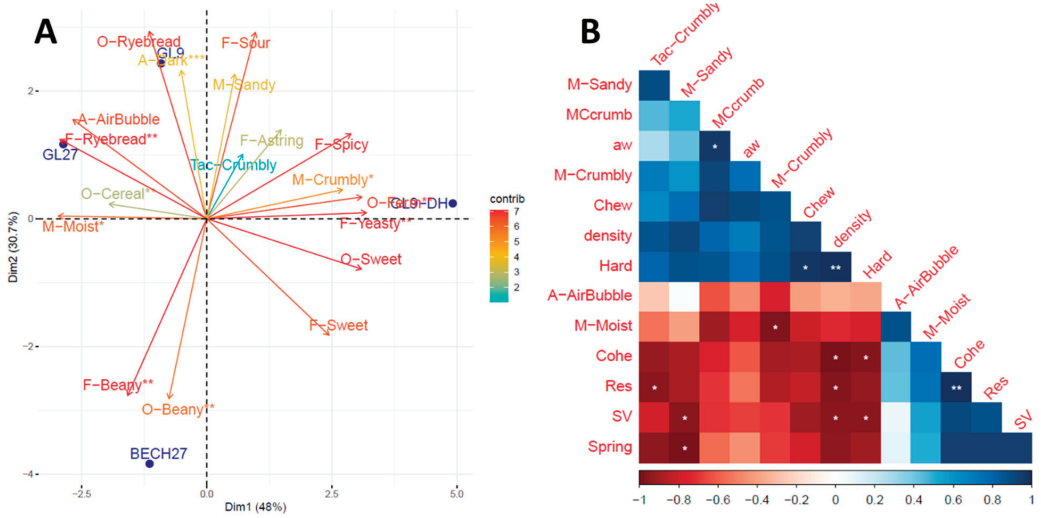 A
O-Ryebread
GL9
F-Sour
A-Dark***
M-Sandy
A-AirBubble
F-Ryebread**
GL27
F-Astring
F-Spicy
Tac-Crumbly
M-Crumbly*
O-Cereal**
GL9-DH
M-Moist*
F-Yeasty**
O-Sweet
F-Sweet
F-Beany**
O-Beany**
BECH27
2
0
-2
-4
-2.5
0.0
2.5
5.0
Dim1 (48%)
Dim2 (30.7%)
contrib
7
6
5
4
3
2
B
Tac-Crumbly
M-Sandy
MCcrumb
aw
M-Crumbly
Chew
density
Hard
A-AirBubble
M-Moist
Cohe
Res
SV
M-Sandy
MCcrumb
aw *
M-Crumbly
Chew
density
Hard * **
A-AirBubble
M-Moist *
Cohe * *
Res * * **
SV * * *
Spring *
-1 -0.8 -0.6 -0.4 -0.2 0 0.2 0.4 0.6 0.8 1